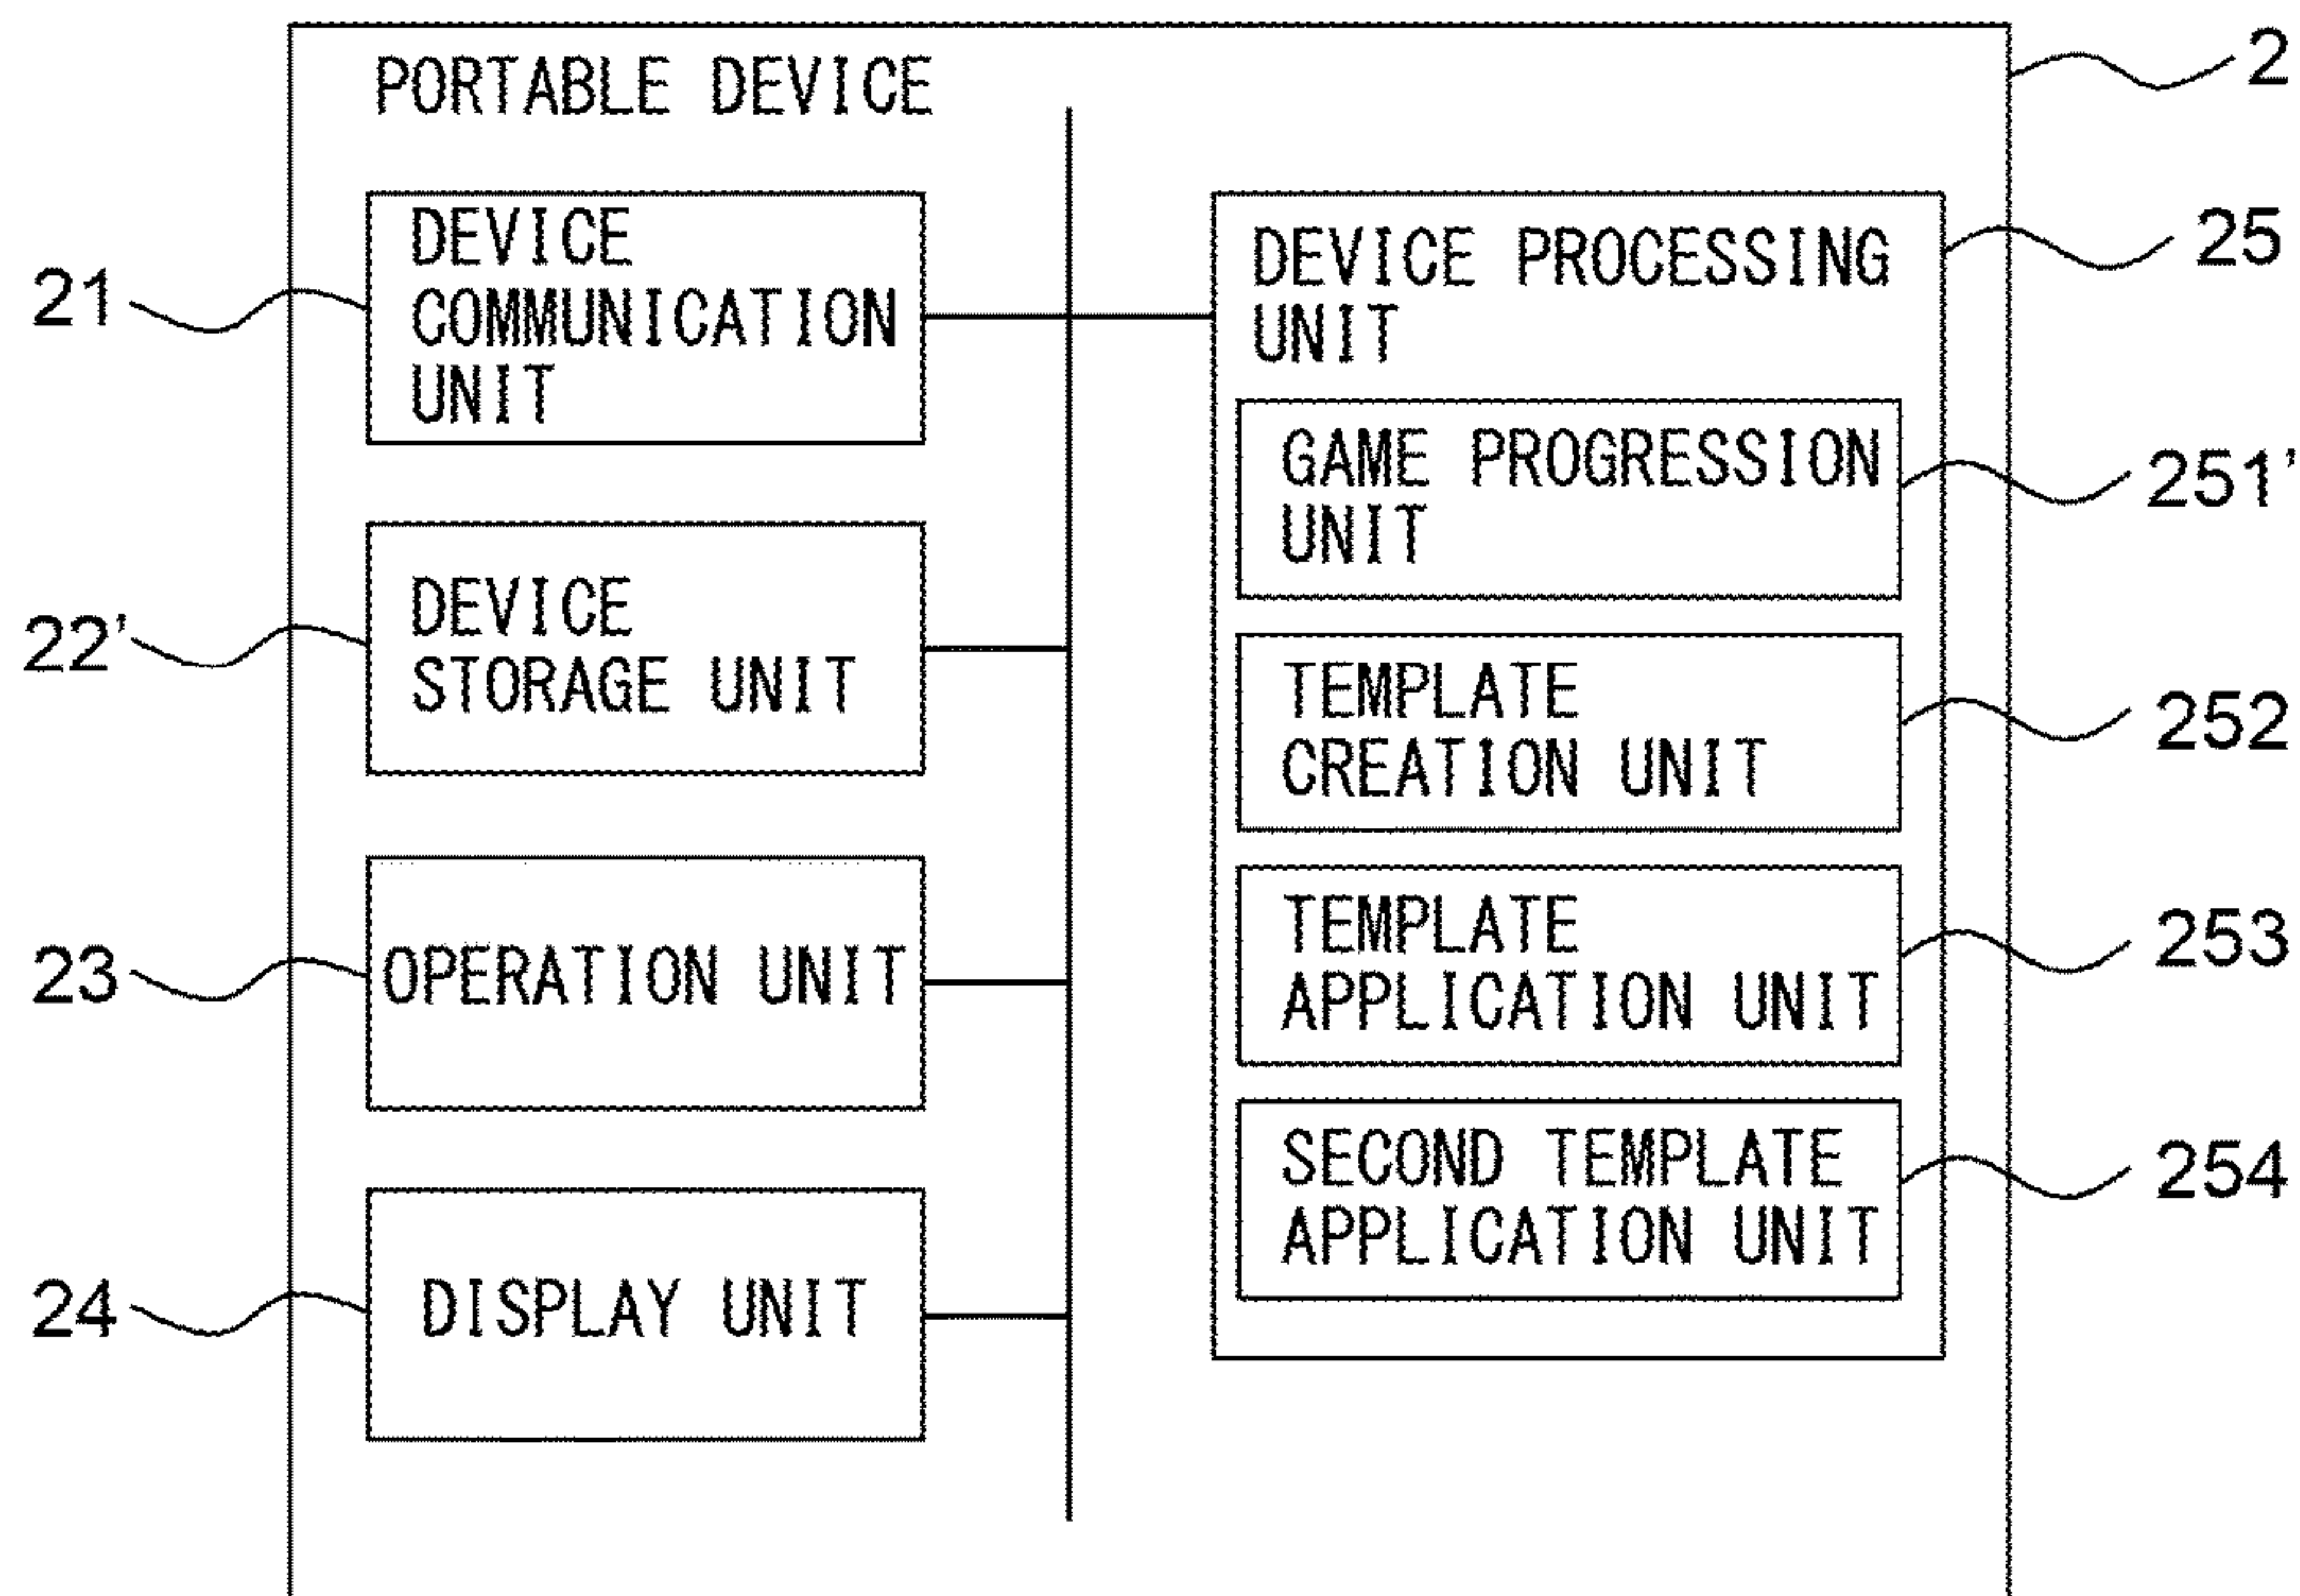 PORTABLE DEVICE
2
21
DEVICE
COMMUNICATION
UNIT
22'
DEVICE
STORAGE UNIT
23
OPERATION UNIT
24
DISPLAY UNIT
DEVICE PROCESSING
UNIT
25
GAME PROGRESSION
UNIT
251'
TEMPLATE
CREATION UNIT
252
TEMPLATE
APPLICATION UNIT
253
SECOND TEMPLATE
APPLICATION UNIT
254